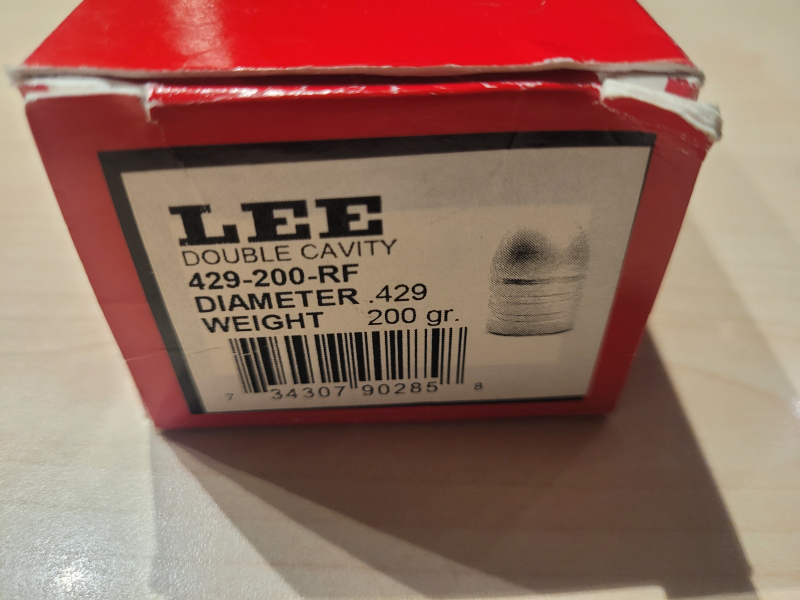 LEE
DOUBLE CAVITY
429-200-RF
DIAMETER .429
WEIGHT 200 gr.
7 34307 90285 8